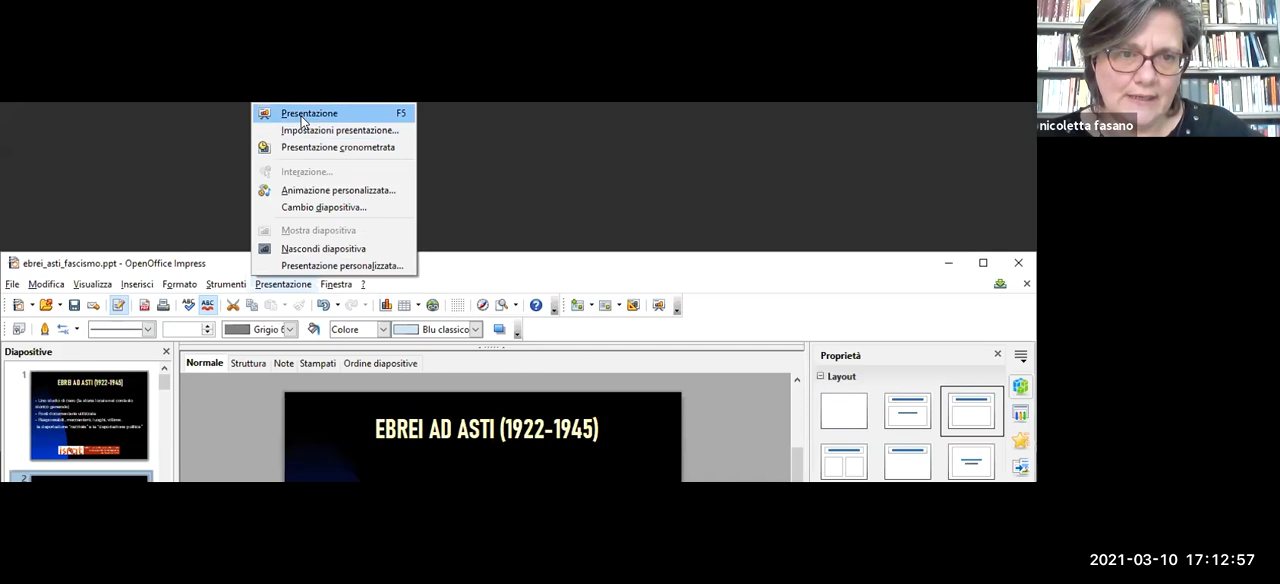 nicoletta fasano
Presentazione F5
Impostazioni presentazione...
Presentazione cronometrata
Interazione...
Animazione personalizzata...
Cambio diapositiva...
Mostra diapositiva
Nascondi diapositiva
Presentazione personalizzata...
ebrei_asti_fascismo.ppt - OpenOffice Impress
File Modifica Visualizza Inserisci Formato Strumenti Presentazione Finestra ?
Grigio 6 Colore Blu classico
Diapositive
Normale Struttura Note Stampati Ordine diapositive
Proprietà
Layout
1
EBREI AD ASTI (1922-1945)
2
EBREI AD ASTI (1922-1945)
2021-03-10 17:12:57